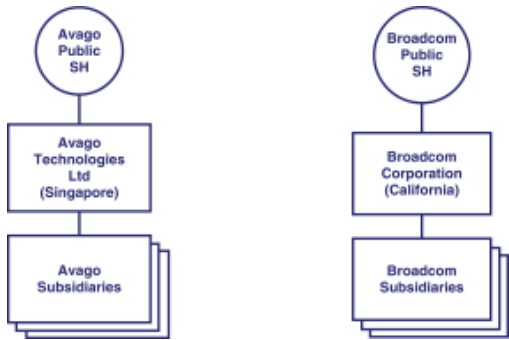 Avago
Public
SH
Avago
Technologies
Ltd
(Singapore)
Avago
Subsidiaries
Broadcom
Public
SH
Broadcom
Corporation
(California)
Broadcom
Subsidiaries